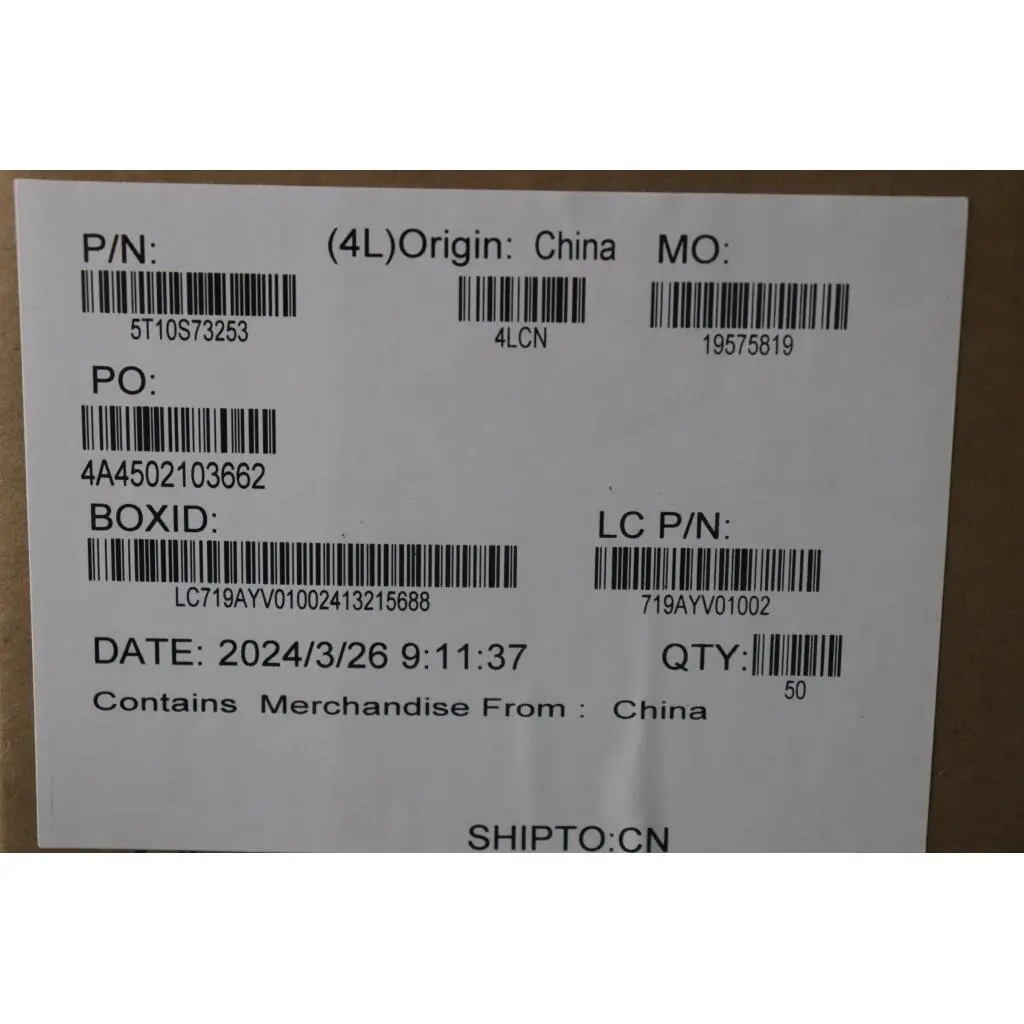 P/N: (4L)Origin: China MO:
5T10S73253 4LCN 19575819
PO:
4A4502103662
BOXID: LC P/N:
LC719AYV01002413215688 719AYV01002
DATE: 2024/3/26 9:11:37 QTY:
50
Contains Merchandise From : China
SHIPTO:CN